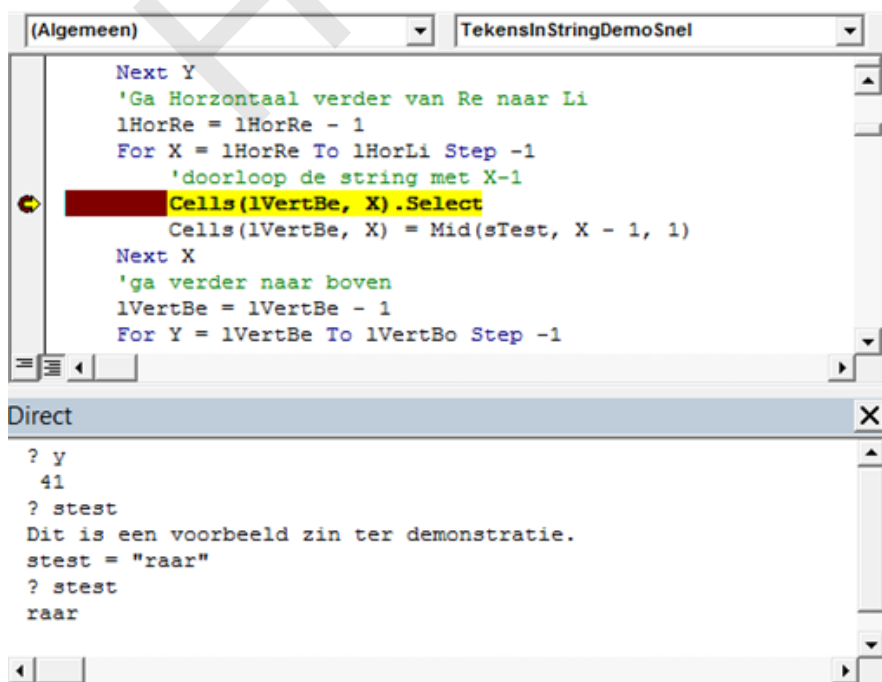 (Algemeen) TekensInStringDemoSnel
Next Y
'Ga Horzontaal verder van Re naar Li
lHorRe = lHorRe - 1
For X = lHorRe To lHorLi Step -1
'doorloop de string met X-1
Cells(lVertBe, X).Select
Cells(lVertBe, X) = Mid(sTest, X - 1, 1)
Next X
'ga verder naar boven
lVertBe = lVertBe - 1
For Y = lVertBe To lVertBo Step -1
Direct
? y
41
? stest
Dit is een voorbeeld zin ter demonstratie.
stest = "raar"
? stest
raar